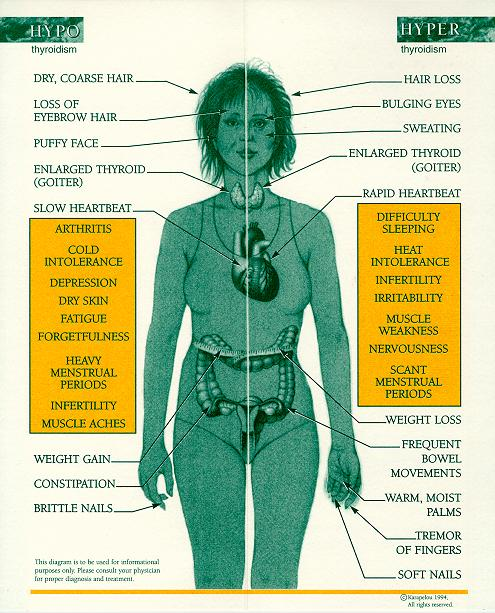 HYPO
thyroidism
DRY, COARSE HAIR
LOSS OF
EYEBROW HAIR
PUFFY FACE
ENLARGED THYROID
(GOITER)
SLOW HEARTBEAT
ARTHRITIS
COLD
INTOLERANCE
DEPRESSION
DRY SKIN
FATIGUE
FORGETFULNESS
HEAVY
MENSTRUAL
PERIODS
INFERTILITY
MUSCLE ACHES
WEIGHT GAIN
CONSTIPATION
BRITTLE NAILS
This diagram is to be used for informational
purposes only. Please consult your physician
for proper diagnosis and treatment.
HYPER
thyroidism
HAIR LOSS
BULGING EYES
SWEATING
ENLARGED THYROID
(GOITER)
RAPID HEARTBEAT
DIFFICULTY
SLEEPING
HEAT
INTOLERANCE
INFERTILITY
IRRITABILITY
MUSCLE
WEAKNESS
NERVOUSNESS
SCANT
MENSTRUAL
PERIODS
WEIGHT LOSS
FREQUENT
BOWEL
MOVEMENTS
WARM, MOIST
PALMS
TREMOR
OF FINGERS
SOFT NAILS
© Karapelou 1994.
All rights reserved.